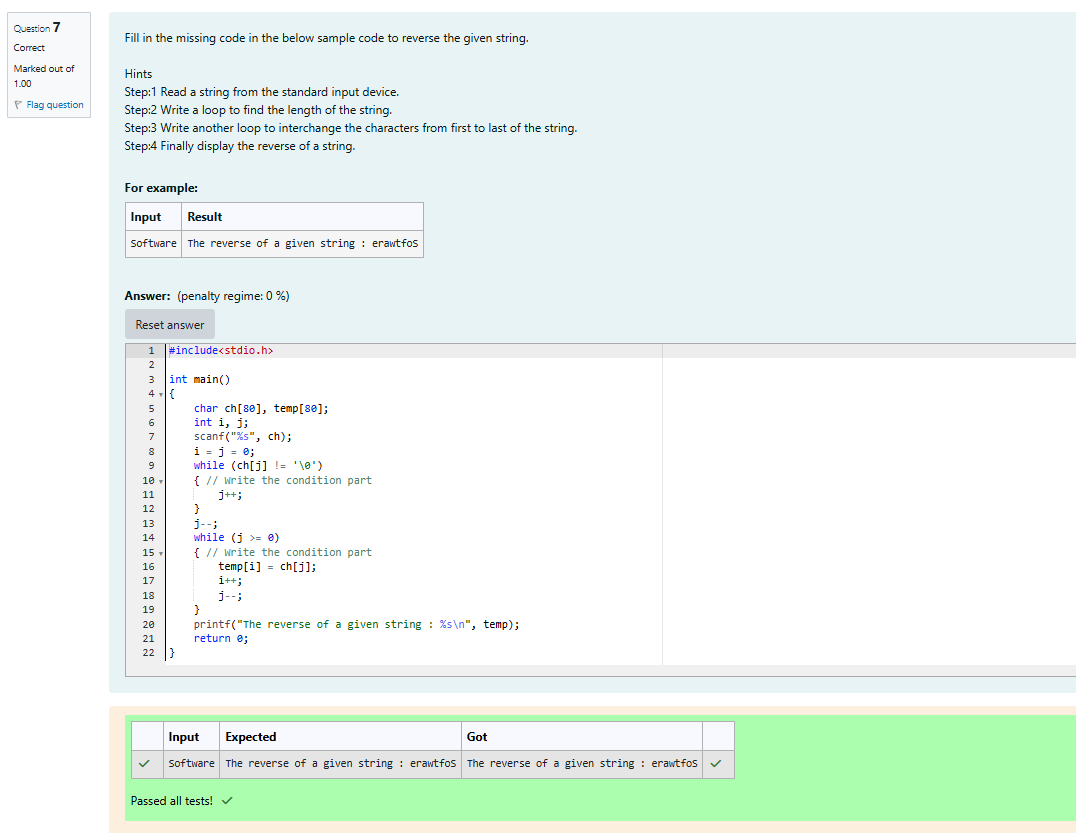 Question 7
Correct
Marked out of
1.00
Flag question
Fill in the missing code in the below sample code to reverse the given string.
Hints
Step:1 Read a string from the standard input device.
Step:2 Write a loop to find the length of the string.
Step:3 Write another loop to interchange the characters from first to last of the string.
Step:4 Finally display the reverse of a string.
For example:
Input Result
Software The reverse of a given string : erawtfoS
Answer: (penalty regime: 0 %)
Reset answer
1 #include<stdio.h>
2
3 int main()
4 {
5 char ch[80], temp[80];
6 int i, j;
7 scanf("%s", ch);
8 i = j = 0;
9 while (ch[j] != '\0')
10 { // Write the condition part
11 j++;
12 }
13 j--;
14 while (j >= 0)
15 { // Write the condition part
16 temp[i] = ch[j];
17 i++;
18 j--;
19 }
20 printf("The reverse of a given string : %s\n", temp);
21 return 0;
22 }
Input Expected Got
Software The reverse of a given string : erawtfoS The reverse of a given string : erawtfoS
Passed all tests!